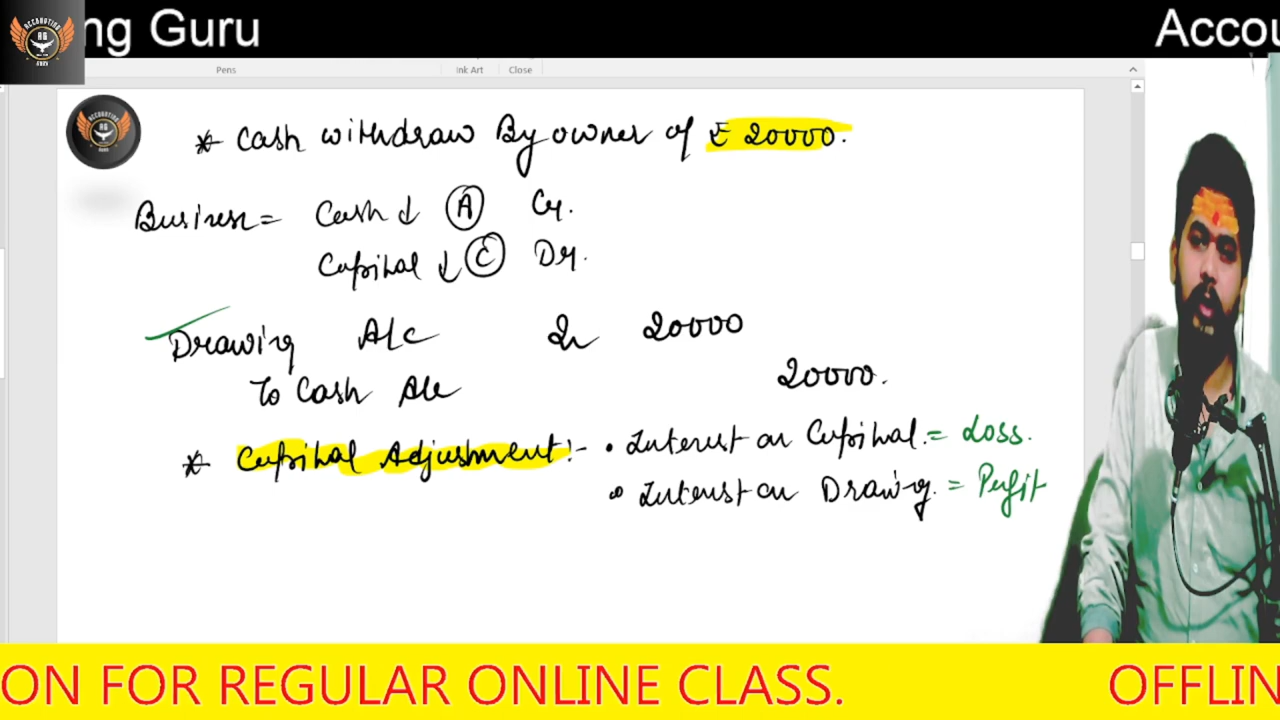 ng Guru
Accou
Pens
Ink Art
Close
* Cash withdraw By owner of ₹ 20000.
Business = Cash ↓ (A) Cr.
Capital ↓ (C) Dr.
Drawing A/c Dr 20000
To Cash A/c 20000.
* Capital Adjustment :- • Interest on Capital. = Loss.
• Interest on Drawing. = Profit
ON FOR REGULAR ONLINE CLASS.
OFFLIN